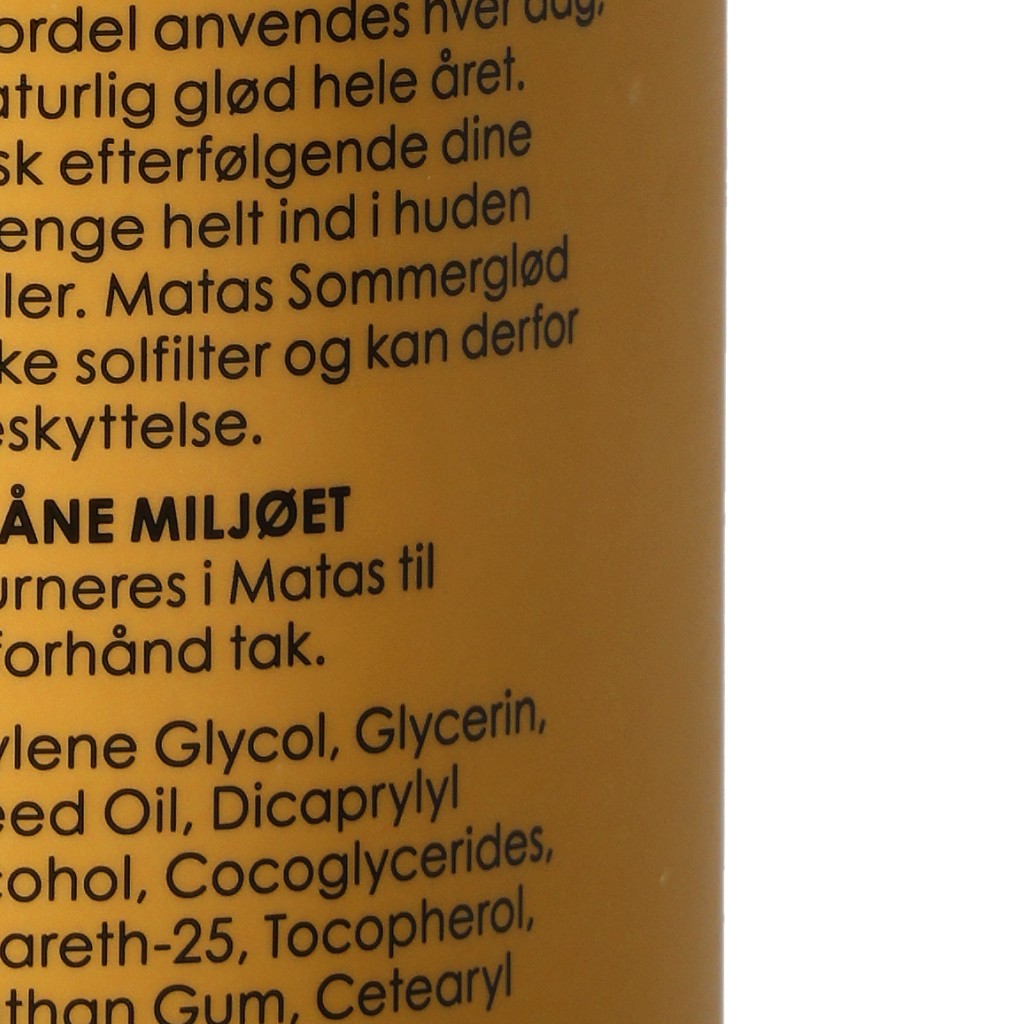 ordel anvendes hver dag,
aturlig glød hele året.
sk efterfølgende dine
enge helt ind i huden
ler. Matas Sommerglød
ke solfilter og kan derfor
eskyttelse.
ÅNE MILJØET
urneres i Matas til
forhånd tak.
ylene Glycol, Glycerin,
eed Oil, Dicaprylyl
cohol, Cocoglycerides,
areth-25, Tocopherol,
than Gum, Cetearyl